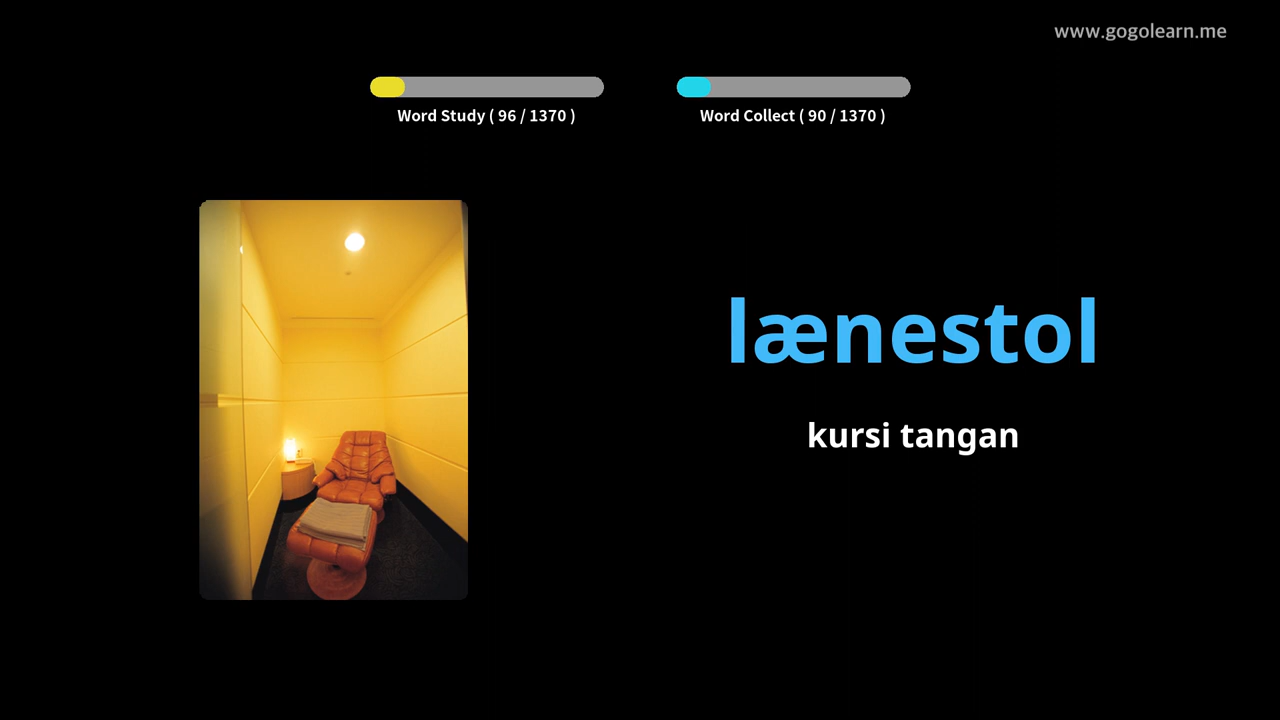 www.gogolearn.me
Word Study ( 96 / 1370 )
Word Collect ( 90 / 1370 )
lænestol
kursi tangan